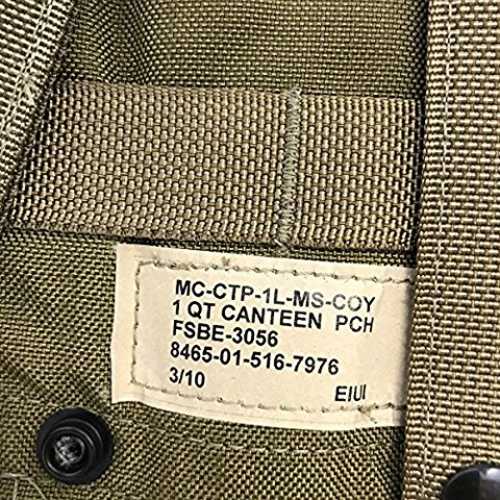 MC-CTP-1L-MS-COY
1 QT CANTEEN PCH
FSBE-3056
8465-01-516-7976
3/10
EIUI